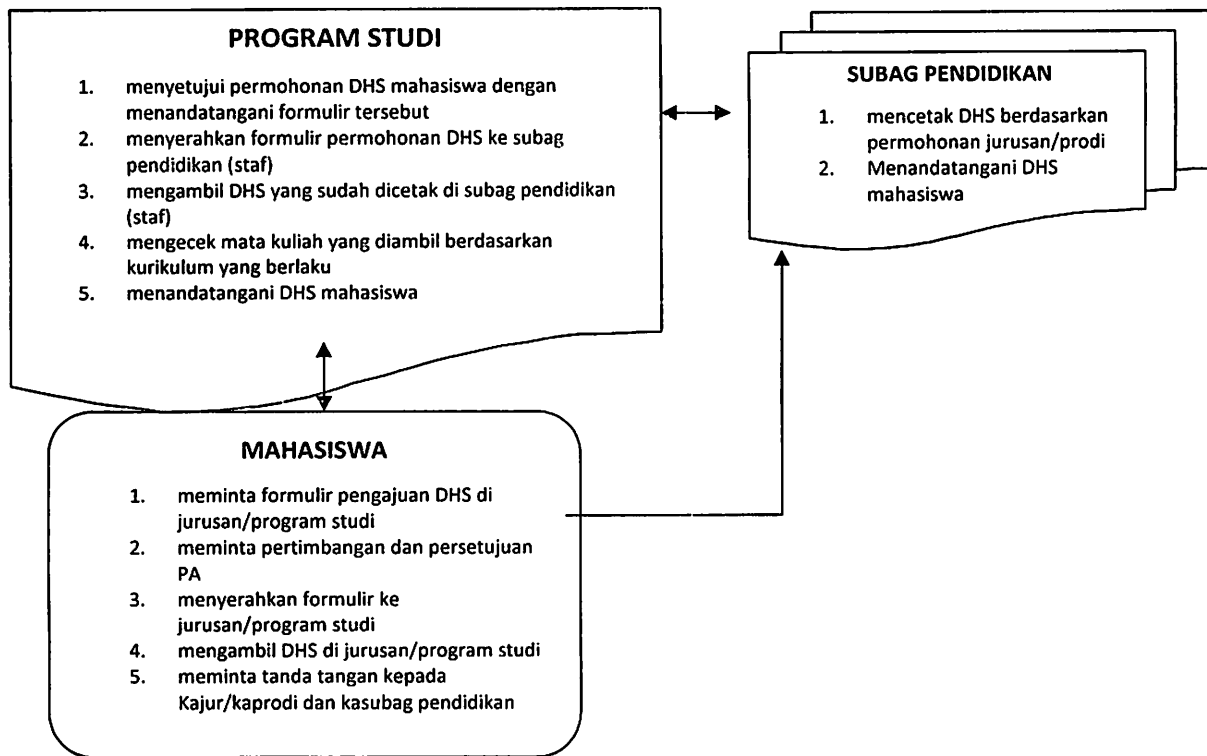 PROGRAM STUDI
1. menyetujui permohonan DHS mahasiswa dengan
menandatangani formulir tersebut
2. menyerahkan formulir permohonan DHS ke subag
pendidikan (staf)
3. mengambil DHS yang sudah dicetak di subag pendidikan
(staf)
4. mengecek mata kuliah yang diambil berdasarkan
kurikulum yang berlaku
5. menandatangani DHS mahasiswa
SUBAG PENDIDIKAN
1. mencetak DHS berdasarkan
permohonan jurusan/prodi
2. Menandatangani DHS
mahasiswa
MAHASISWA
1. meminta formulir pengajuan DHS di
jurusan/program studi
2. meminta pertimbangan dan persetujuan
PA
3. menyerahkan formulir ke
jurusan/program studi
4. mengambil DHS di jurusan/program studi
5. meminta tanda tangan kepada
Kajur/kaprodi dan kasubag pendidikan